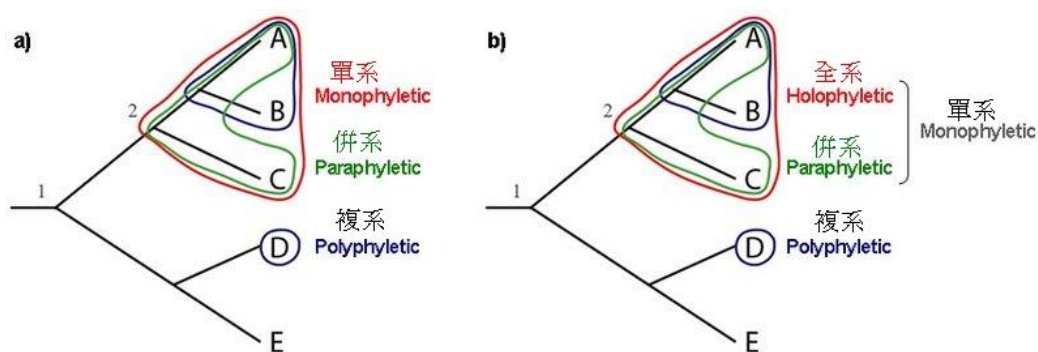 a)
A
單系
Monophyletic
B
2
併系
Paraphyletic
C
1
複系
Polyphyletic
D
E
b)
A
全系
Holophyletic
B
單系
Monophyletic
2
併系
Paraphyletic
C
1
複系
Polyphyletic
D
E